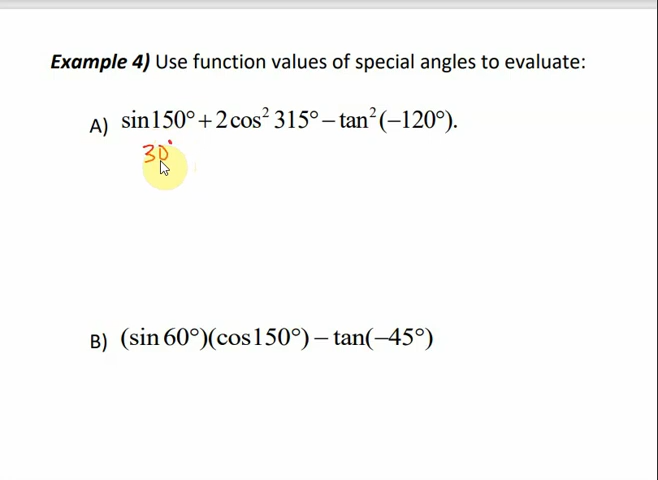 Example 4) Use function values of special angles to evaluate:
A) sin150°+2cos² 315°−tan²(−120°).
30°
B) (sin 60°)(cos150°)−tan(−45°)